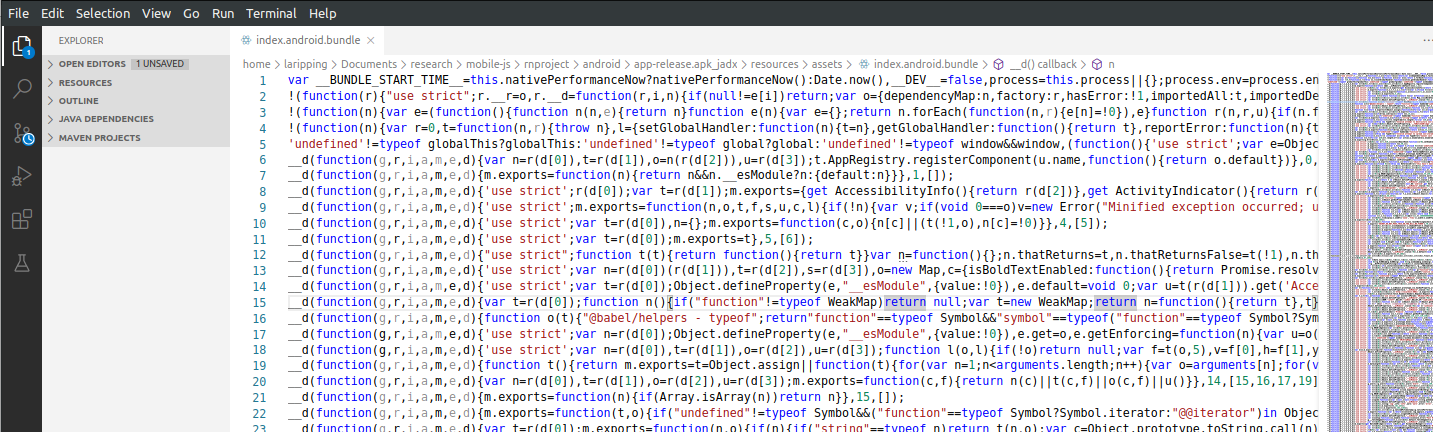 File Edit Selection View Go Run Terminal Help
EXPLORER
OPEN EDITORS 1 UNSAVED
RESOURCES
OUTLINE
JAVA DEPENDENCIES
MAVEN PROJECTS
1
index.android.bundle ×
home > laripping > Documents > research > mobile-js > rnproject > android > app-release.apk_jadx > resources > assets > index.android.bundle > __d() callback > n
1 var __BUNDLE_START_TIME__=this.nativePerformanceNow?nativePerformanceNow():Date.now(),__DEV__=false,process=this.process||{};process.env=process.en
2 !(function(r){"use strict";r.__r=o,r.__d=function(r,i,n){if(null!=e[i])return;var o={dependencyMap:n,factory:r,hasError:!1,importedAll:t,importedDe
3 !(function(n){var e=(function(){function n(n,e){return n}function e(n){var e={};return n.forEach(function(n,r){e[n]=!0}),e}function r(n,r,u){if(n.f
4 !(function(n){var r=0,t=function(n,r){throw n},l={setGlobalHandler:function(n){t=n},getGlobalHandler:function(){return t},reportError:function(n){t
5 'undefined'!=typeof globalThis?globalThis:'undefined'!=typeof global?global:'undefined'!=typeof window&&window,(function(){'use strict';var e=Objec
6 __d(function(g,r,i,a,m,e,d){var n=r(d[0]),t=r(d[1]),o=n(r(d[2])),u=r(d[3]);t.AppRegistry.registerComponent(u.name,function(){return o.default})},0,
7 __d(function(g,r,i,a,m,e,d){m.exports=function(n){return n&&n.__esModule?n:{default:n}}},1,[]);
8 __d(function(g,r,i,a,m,e,d){'use strict';r(d[0]);var t=r(d[1]);m.exports={get AccessibilityInfo(){return r(d[2])},get ActivityIndicator(){return r(
9 __d(function(g,r,i,a,m,e,d){'use strict';m.exports=function(n,o,t,f,s,u,c,l){if(!n){var v;if(void 0===o)v=new Error("Minified exception occurred; u
10 __d(function(g,r,i,a,m,e,d){'use strict';var t=r(d[0]),n={};m.exports=function(c,o){n[c]||(t(!1,o),n[c]=!0)}},4,[5]);
11 __d(function(g,r,i,a,m,e,d){'use strict';var t=r(d[0]);m.exports=t},5,[6]);
12 __d(function(g,r,i,a,m,e,d){"use strict";function t(t){return function(){return t}}var n=function(){};n.thatReturns=t,n.thatReturnsFalse=t(!1),n.th
13 __d(function(g,r,i,a,m,e,d){'use strict';var n=r(d[0])(r(d[1])),t=r(d[2]),s=r(d[3]),o=new Map,c={isBoldTextEnabled:function(){return Promise.resolv
14 __d(function(g,r,i,a,m,e,d){'use strict';var t=r(d[0]);Object.defineProperty(e,"__esModule",{value:!0}),e.default=void 0;var u=t(r(d[1])).get('Acce
15 __d(function(g,r,i,a,m,e,d){var t=r(d[0]);function n(){if("function"!=typeof WeakMap)return null;var t=new WeakMap;return n=function(){return t},t}
16 __d(function(g,r,i,a,m,e,d){function o(t){"@babel/helpers - typeof";return"function"==typeof Symbol&&"symbol"==typeof("function"==typeof Symbol?Sym
17 __d(function(g,r,i,a,m,e,d){'use strict';var n=r(d[0]);Object.defineProperty(e,"__esModule",{value:!0}),e.get=o,e.getEnforcing=function(n){var u=o(
18 __d(function(g,r,i,a,m,e,d){'use strict';var n=r(d[0]),t=r(d[1]),o=r(d[2]),u=r(d[3]);function l(o,l){if(!o)return null;var f=t(o,5),v=f[0],h=f[1],y
19 __d(function(g,r,i,a,m,e,d){function t(){return m.exports=t=Object.assign||function(t){for(var n=1;n<arguments.length;n++){var o=arguments[n];for(v
20 __d(function(g,r,i,a,m,e,d){var n=r(d[0]),t=r(d[1]),o=r(d[2]),u=r(d[3]);m.exports=function(c,f){return n(c)||t(c,f)||o(c,f)||u()}},14,[15,16,17,19]
21 __d(function(g,r,i,a,m,e,d){m.exports=function(n){if(Array.isArray(n))return n}},15,[]);
22 __d(function(g,r,i,a,m,e,d){m.exports=function(t,o){if("undefined"!=typeof Symbol&&("function"==typeof Symbol?Symbol.iterator:"@@iterator")in Objec
23 __d(function(g,r,i,a,m,e,d){var t=r(d[0]);m.exports=function(n,o){if(n){if("string"==typeof n)return t(n,o);var c=Object.prototype.toString.call(n)